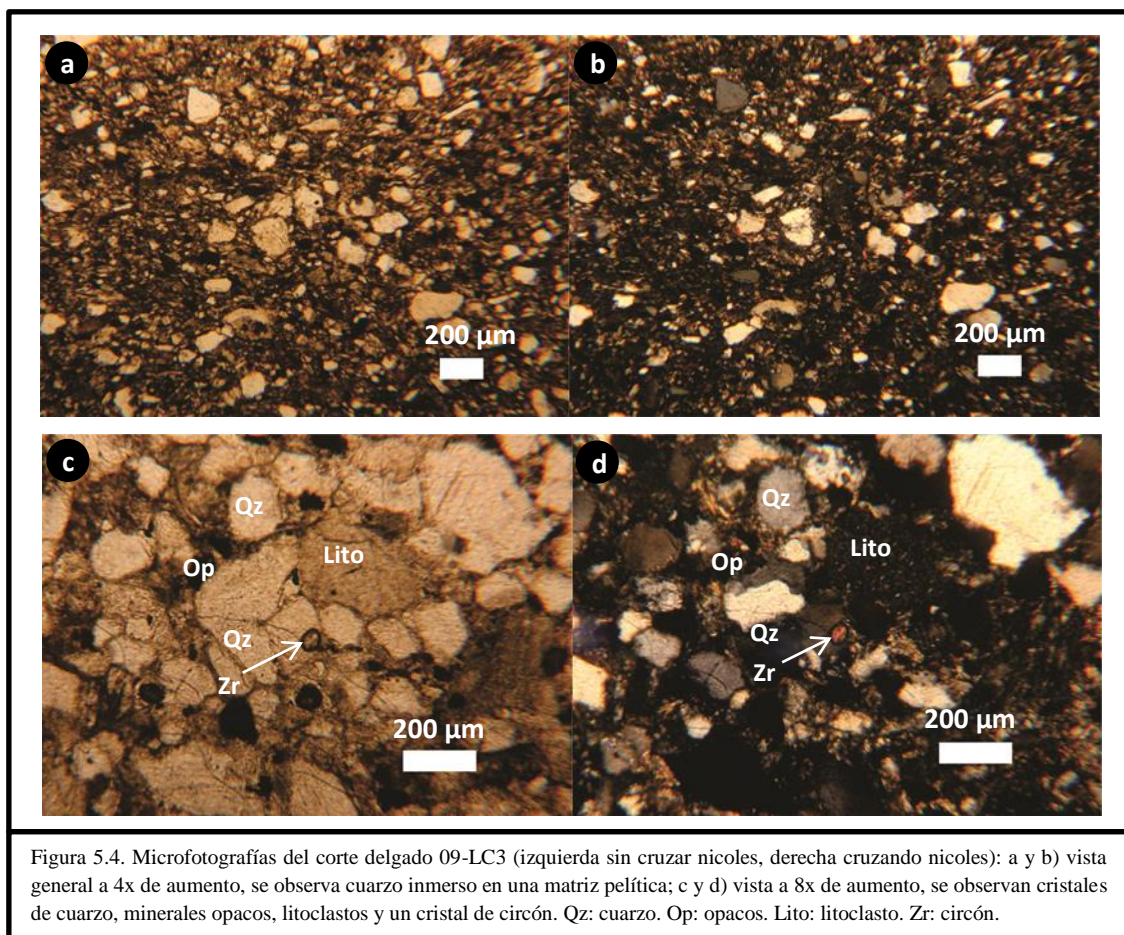 a
b
200 µm
200 µm
c
d
Qz
Qz
Lito
Lito
Op
Op
Qz
Qz
Zr
Zr
200 µm
200 µm
Figura 5.4. Microfotografías del corte delgado 09-LC3 (izquierda sin cruzar nicoles, derecha cruzando nicoles): a y b) vista
general a 4x de aumento, se observa cuarzo inmerso en una matriz pelítica; c y d) vista a 8x de aumento, se observan cristales
de cuarzo, minerales opacos, litoclastos y un cristal de circón. Qz: cuarzo. Op: opacos. Lito: litoclasto. Zr: circón.